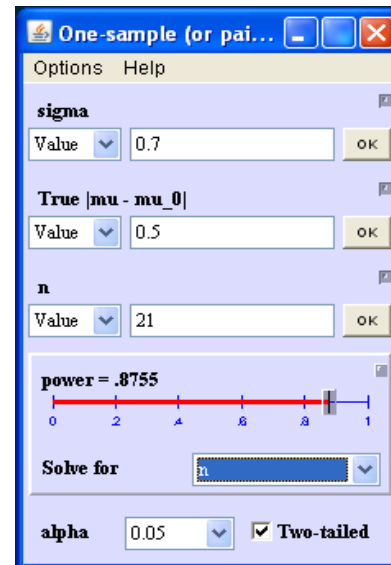 One-sample (or pai...
Options Help
sigma
Value 0.7 OK
True |mu - mu_0|
Value 0.5 OK
n
Value 21 OK
power = .8755
0 .2 .4 .6 .8 1
Solve for n
alpha 0.05 Two-tailed